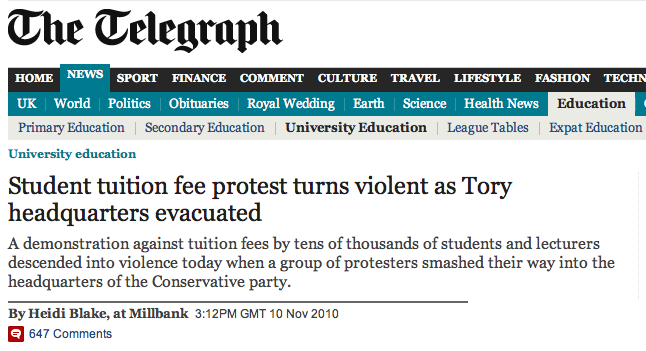 The Telegraph
HOME NEWS SPORT FINANCE COMMENT CULTURE TRAVEL LIFESTYLE FASHION TECHN
UK World Politics Obituaries Royal Wedding Earth Science Health News Education
Primary Education Secondary Education University Education League Tables Expat Education
University education
Student tuition fee protest turns violent as Tory
headquarters evacuated
A demonstration against tuition fees by tens of thousands of students and lecturers
descended into violence today when a group of protesters smashed their way into the
headquarters of the Conservative party.
By Heidi Blake, at Millbank 3:12PM GMT 10 Nov 2010
647 Comments